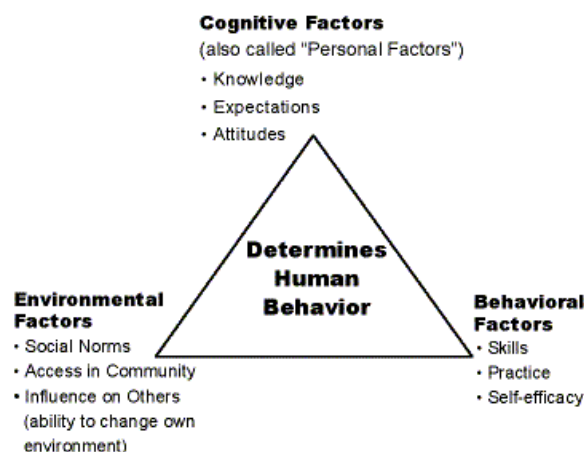 Cognitive Factors
(also called "Personal Factors")
• Knowledge
• Expectations
• Attitudes
Determines
Human
Behavior
Environmental
Factors
• Social Norms
• Access in Community
• Influence on Others
(ability to change own
environment)
Behavioral
Factors
• Skills
• Practice
• Self-efficacy